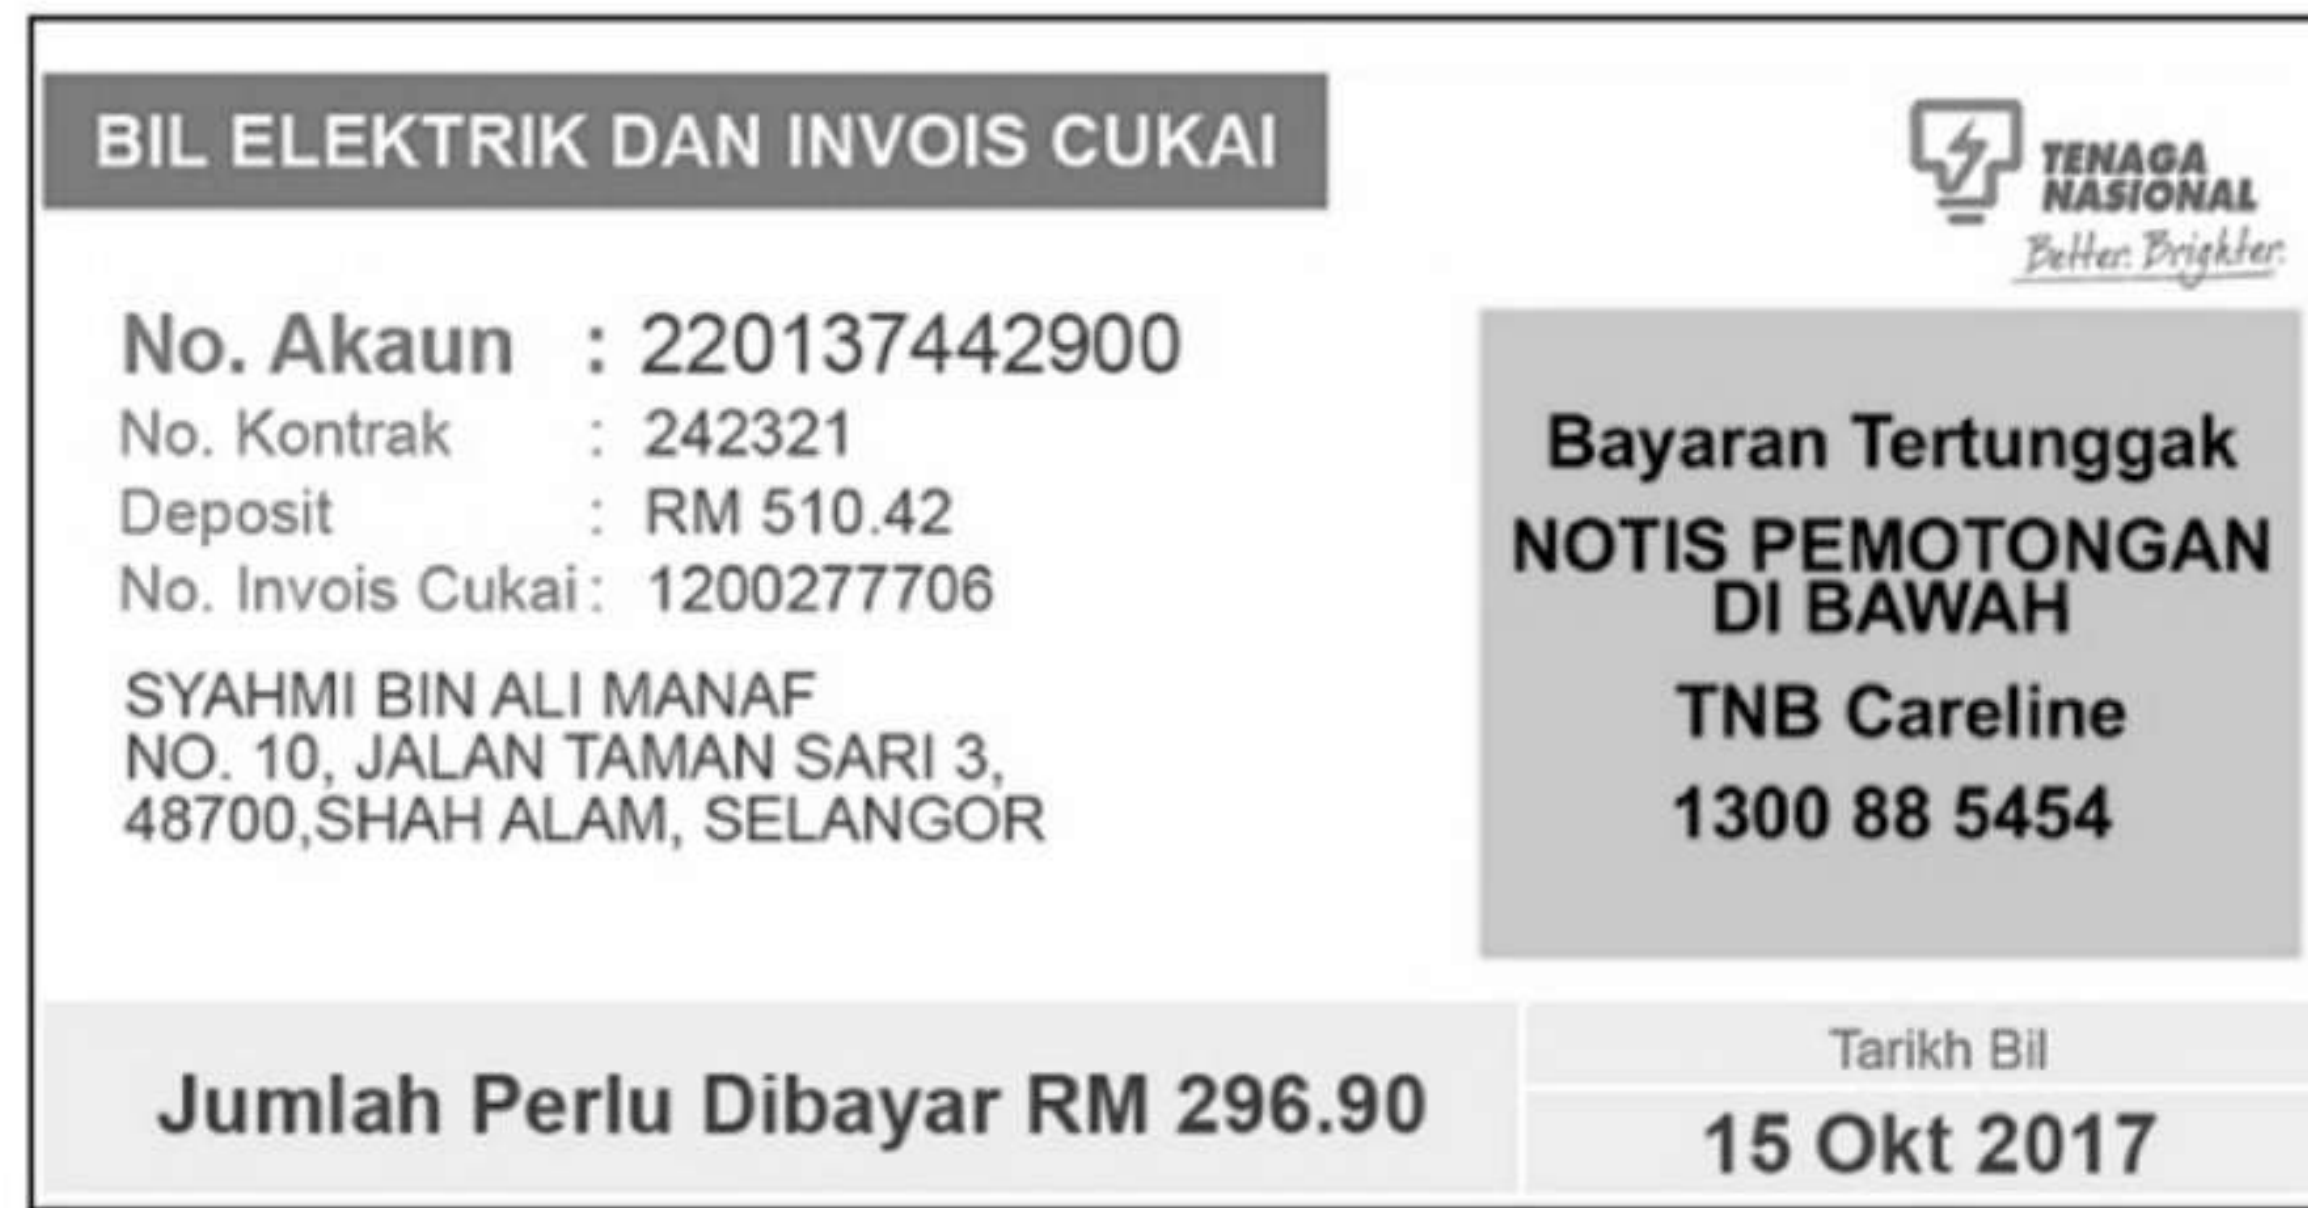 BIL ELEKTRIK DAN INVOIS CUKAI
TENAGA
NASIONAL
Better. Brighter.
No. Akaun : 220137442900
No. Kontrak : 242321
Deposit : RM 510.42
No. Invois Cukai : 1200277706
SYAHMI BIN ALI MANAF
NO. 10, JALAN TAMAN SARI 3,
48700,SHAH ALAM, SELANGOR
Bayaran Tertunggak
NOTIS PEMOTONGAN
DI BAWAH
TNB Careline
1300 88 5454
Jumlah Perlu Dibayar RM 296.90
Tarikh Bil
15 Okt 2017